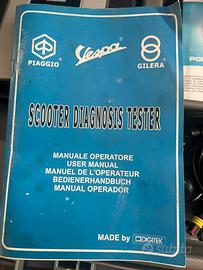 Vespa
PIAGGIO
GILERA
SCOOTER DIAGNOSIS TESTER
MANUALE OPERATORE
USER MANUAL
MANUEL DE L'OPERATEUR
BEDIENERHANDBUCH
MANUAL OPERADOR
MADE by DIGITEK
subito